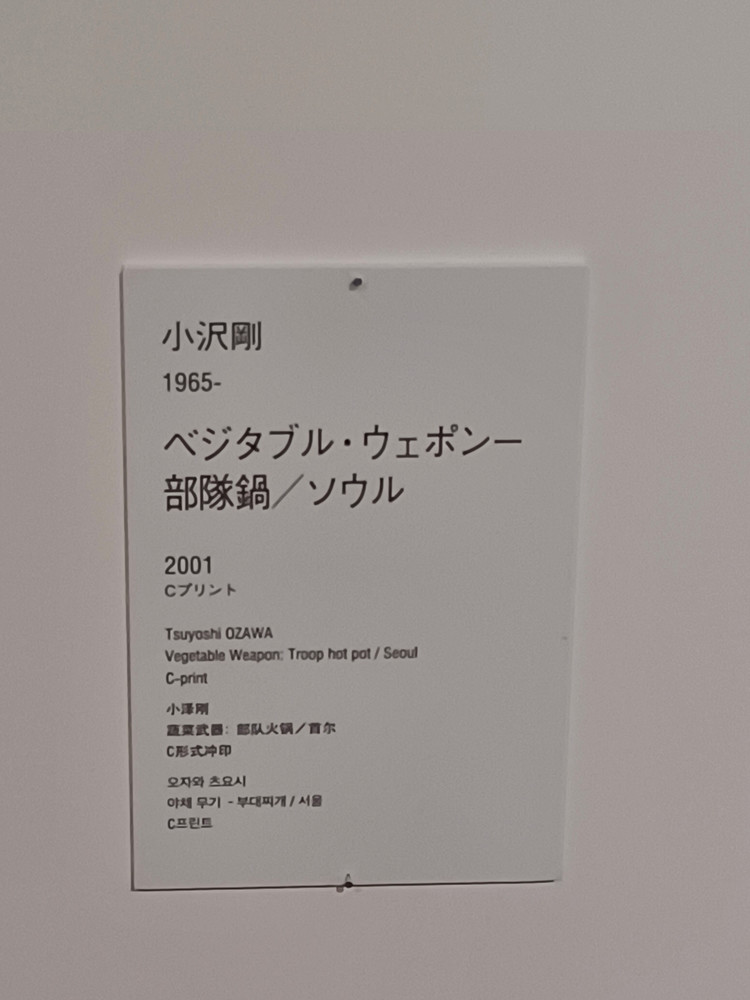 小沢剛
1965-
ベジタブル・ウェポンー
部隊鍋／ソウル
2001
Cプリント
Tsuyoshi OZAWA
Vegetable Weapon: Troop hot pot / Seoul
C-print
小泽刚
蔬菜武器：部队火锅／首尔
C形式冲印
오자와 츠요시
야채 무기 - 부대찌개 / 서울
C프린트